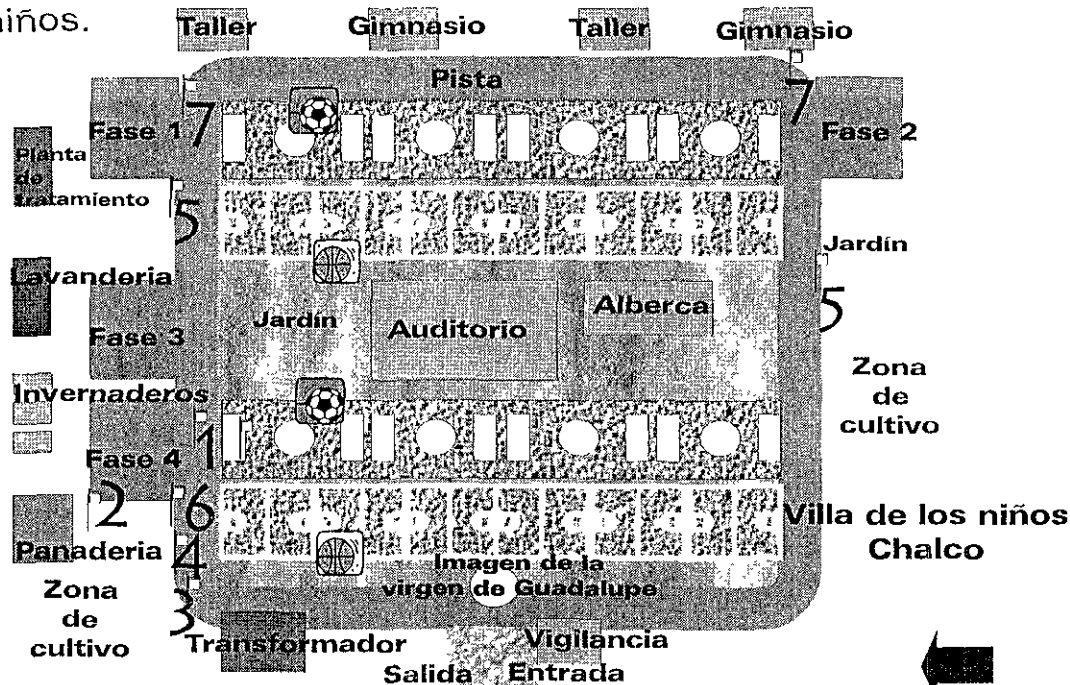 niños.
Taller Gimnasio Taller Gimnasio
Pista
7 7
Fase 1 Fase 2
Planta
de
tratamiento
5
Jardín
Lavanderia
5
Jardín Auditorio Alberca
Fase 3
Zona
de
cultivo
Invernaderos
1
Fase 4
2 6
Villa de los niños
Chalco
Panaderia 4
Imagen de la
virgen de Guadalupe
Zona
de
cultivo
3
Transformador Vigilancia
Salida Entrada